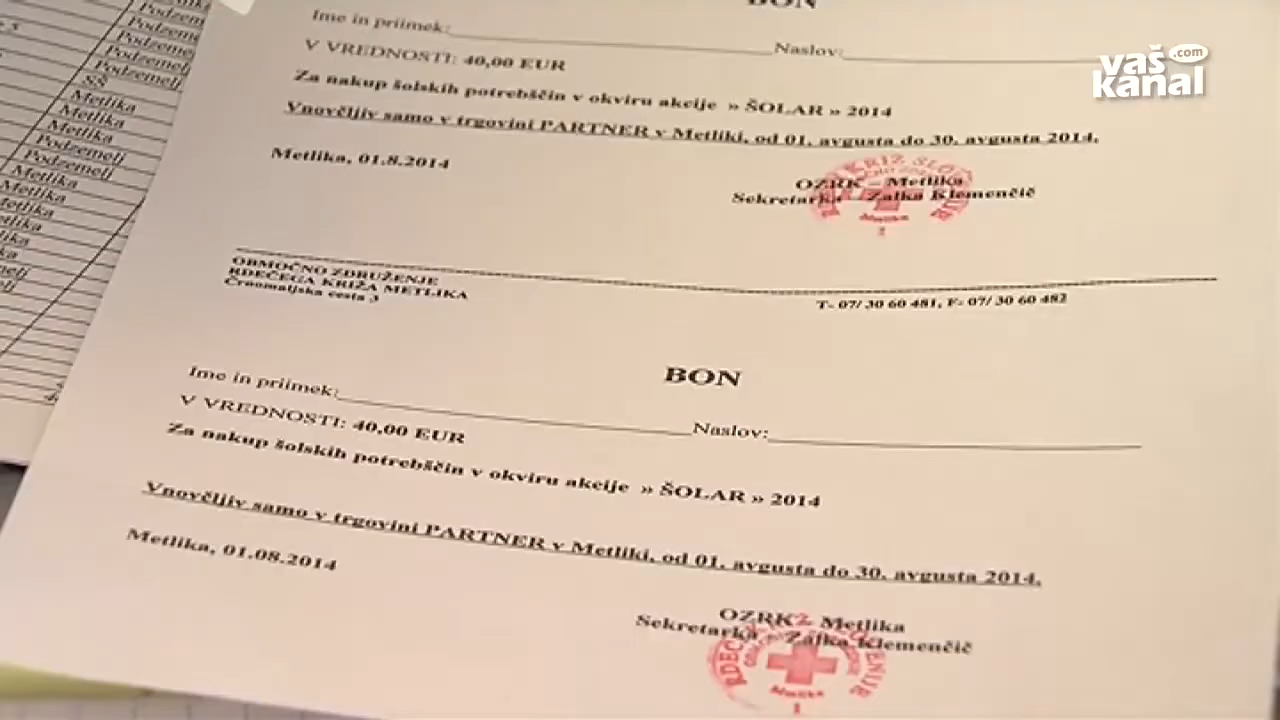 BON
Ime in priimek: Naslov:
V VREDNOSTI: 40,00 EUR
Za nakup šolskih potrebščin v okviru akcije » ŠOLAR » 2014
Vnovčljiv samo v trgovini PARTNER v Metliki, od 01. avgusta do 30. avgusta 2014.
Metlika, 01.8.2014
OZRK – Metlika
Sekretarka Zalka Klemenčič
RDEČI KRIŽ
Metlika
1
OBMOČNO ZDRUŽENJE
RDEČEGA KRIŽA METLIKA
Črnomaljska cesta 3
T- 07/ 30 60 481, F- 07/ 30 60 482
BON
Ime in priimek: Naslov:
V VREDNOSTI: 40,00 EUR
Za nakup šolskih potrebščin v okviru akcije » ŠOLAR » 2014
Vnovčljiv samo v trgovini PARTNER v Metliki, od 01. avgusta do 30. avgusta 2014.
Metlika, 01.08.2014
OZRK Metlika
Sekretarka Zalka Klemenčič
Metlika
1
vaš .com
kanal
Podzemelj
SŠ
Metlika
Metlika
Metlika
Podzemelj
Podzemelj
Metlika